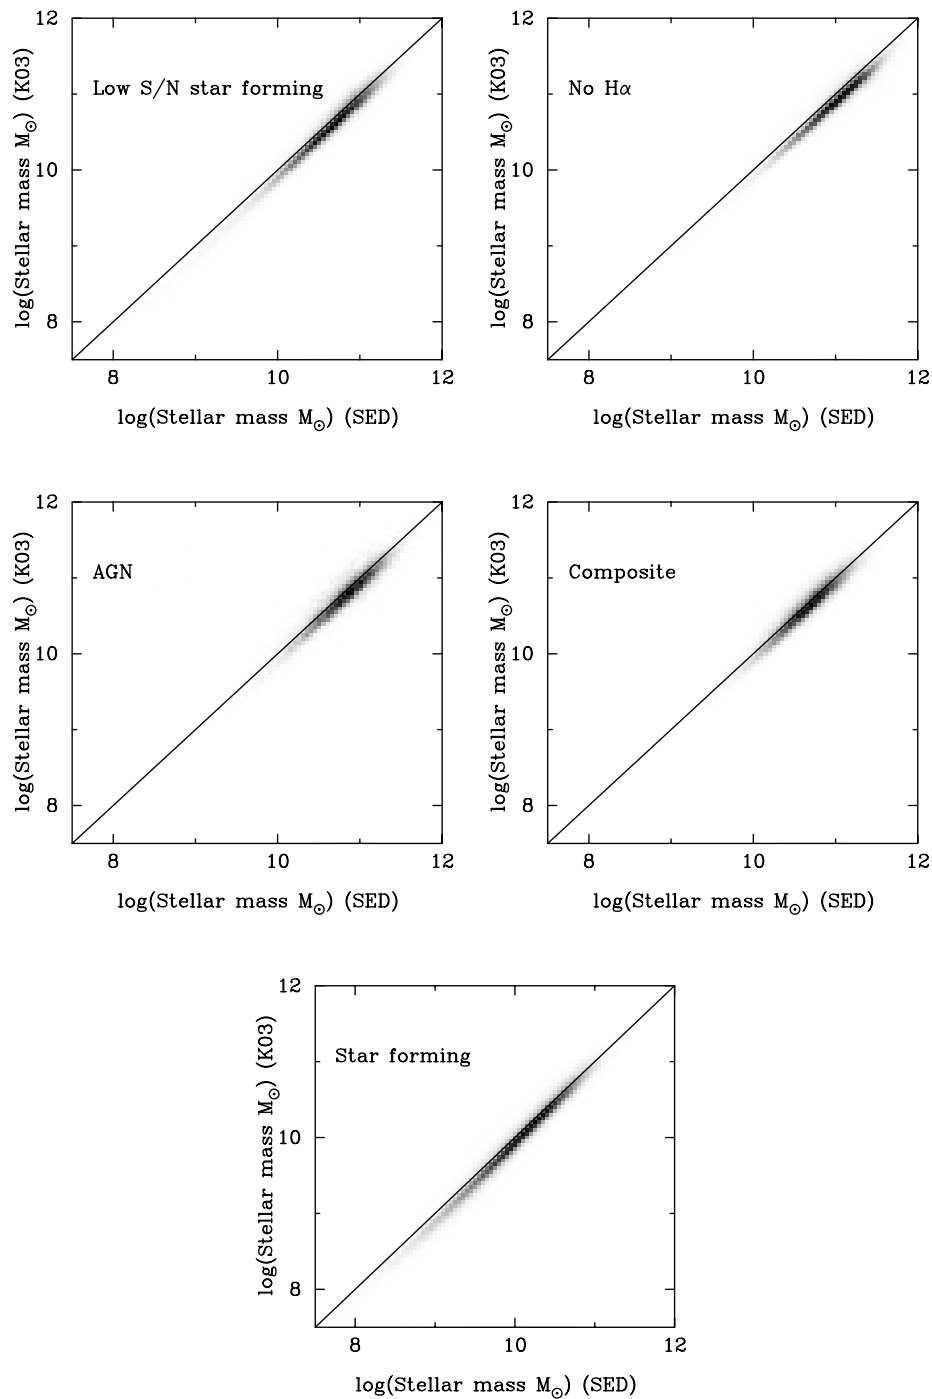 12
10
8
log(Stellar mass M⊙) (K03)
Low S/N star forming
8 10 12
log(Stellar mass M⊙) (SED)
12
10
8
log(Stellar mass M⊙) (K03)
No Hα
8 10 12
log(Stellar mass M⊙) (SED)
12
10
8
log(Stellar mass M⊙) (K03)
AGN
8 10 12
log(Stellar mass M⊙) (SED)
12
10
8
log(Stellar mass M⊙) (K03)
Composite
8 10 12
log(Stellar mass M⊙) (SED)
12
10
8
log(Stellar mass M⊙) (K03)
Star forming
8 10 12
log(Stellar mass M⊙) (SED)